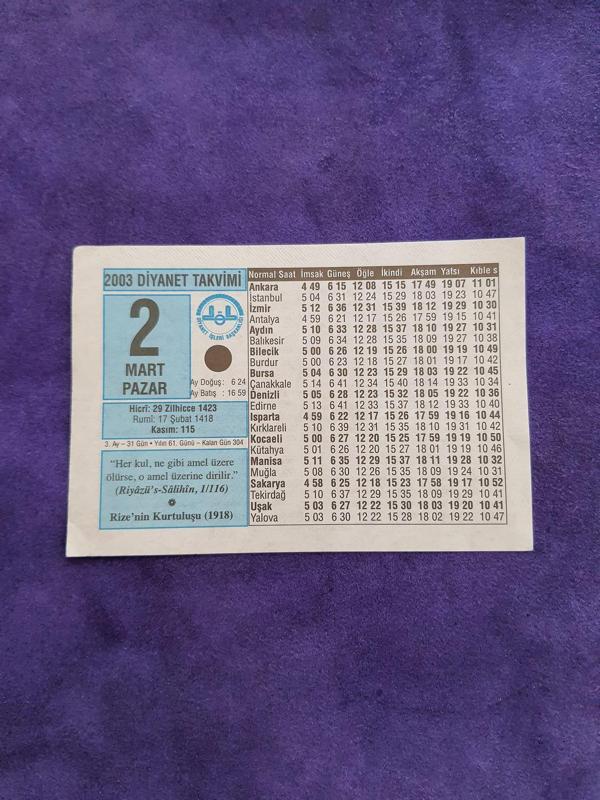 2003 DİYANET TAKVİMİ
2
MART
PAZAR
DİYANET İŞLERİ BAŞKANLIĞI
Ay Doğuş: 6 24
Ay Batış : 16 59
Hicrî: 29 Zilhicce 1423
Rumî: 17 Şubat 1418
Kasım: 115
3. Ay – 31 Gün • Yılın 61. Günü – Kalan Gün 304
"Her kul, ne gibi amel üzere
ölürse, o amel üzerine dirilir."
(Riyâzü's-Sâlihîn, 1/116)
Rize'nin Kurtuluşu (1918)
Normal Saat İmsak Güneş Öğle İkindi Akşam Yatsı Kıble s
Ankara 4 49 6 15 12 08 15 15 17 49 19 07 11 01
İstanbul 5 04 6 31 12 24 15 29 18 03 19 23 10 47
İzmir 5 12 6 36 12 31 15 39 18 12 19 29 10 30
Antalya 4 59 6 21 12 17 15 26 17 59 19 15 10 41
Aydın 5 10 6 33 12 28 15 37 18 10 19 27 10 31
Balıkesir 5 09 6 34 12 28 15 35 18 09 19 27 10 38
Bilecik 5 00 6 26 12 19 15 26 18 00 19 19 10 49
Burdur 5 00 6 23 12 18 15 27 18 01 19 17 10 42
Bursa 5 04 6 30 12 23 15 29 18 03 19 22 10 45
Çanakkale 5 14 6 41 12 34 15 40 18 14 19 33 10 34
Denizli 5 05 6 28 12 23 15 32 18 05 19 22 10 36
Edirne 5 13 6 41 12 33 15 37 18 12 19 33 10 40
Isparta 4 59 6 22 12 17 15 26 17 59 19 16 10 44
Kırklareli 5 10 6 39 12 31 15 35 18 10 19 31 10 42
Kocaeli 5 00 6 27 12 20 15 25 17 59 19 19 10 50
Kütahya 5 01 6 26 12 20 15 27 18 01 19 19 10 46
Manisa 5 11 6 35 12 29 15 37 18 11 19 28 10 32
Muğla 5 08 6 30 12 26 15 35 18 09 19 24 10 31
Sakarya 4 58 6 25 12 18 15 23 17 58 19 17 10 52
Tekirdağ 5 10 6 37 12 29 15 35 18 09 19 29 10 41
Uşak 5 03 6 27 12 22 15 30 18 03 19 20 10 41
Yalova 5 03 6 30 12 22 15 28 18 02 19 22 10 47